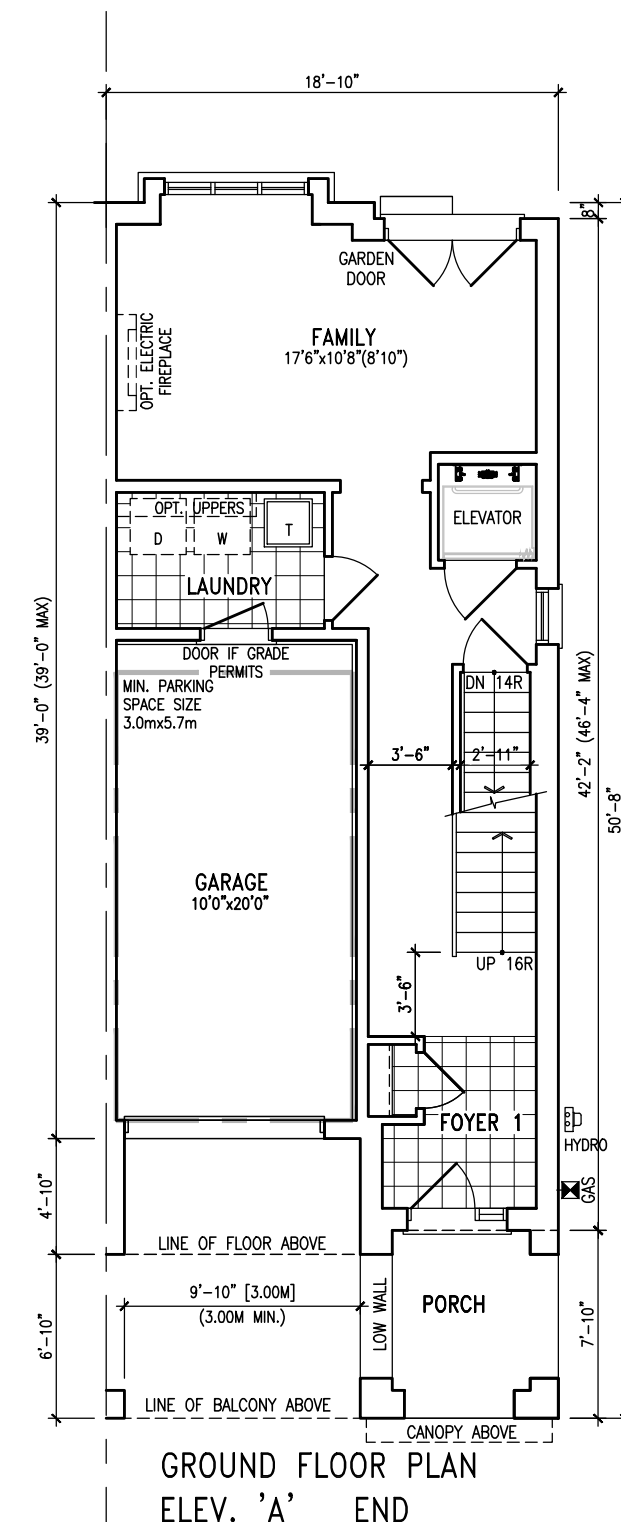 18'-10"
8"
GARDEN
DOOR
FAMILY
17'6"x10'8"(8'10")
OPT. ELECTRIC
FIREPLACE
ELEVATOR
OPT. UPPERS
D
W
T
LAUNDRY
DOOR IF GRADE
PERMITS
MIN. PARKING
SPACE SIZE
3.0mx5.7m
DN 14R
39'-0" (39'-0" MAX)
42'-2" (46'-4" MAX)
50'-8"
3'-6"
2'-11"
GARAGE
10'0"x20'0"
UP 16R
3'-6"
FOYER 1
HYDRO
GAS
4'-10"
LINE OF FLOOR ABOVE
9'-10" [3.00M]
(3.00M MIN.)
LOW WALL
PORCH
6'-10"
7'-10"
LINE OF BALCONY ABOVE
CANOPY ABOVE
GROUND FLOOR PLAN
ELEV. 'A' END